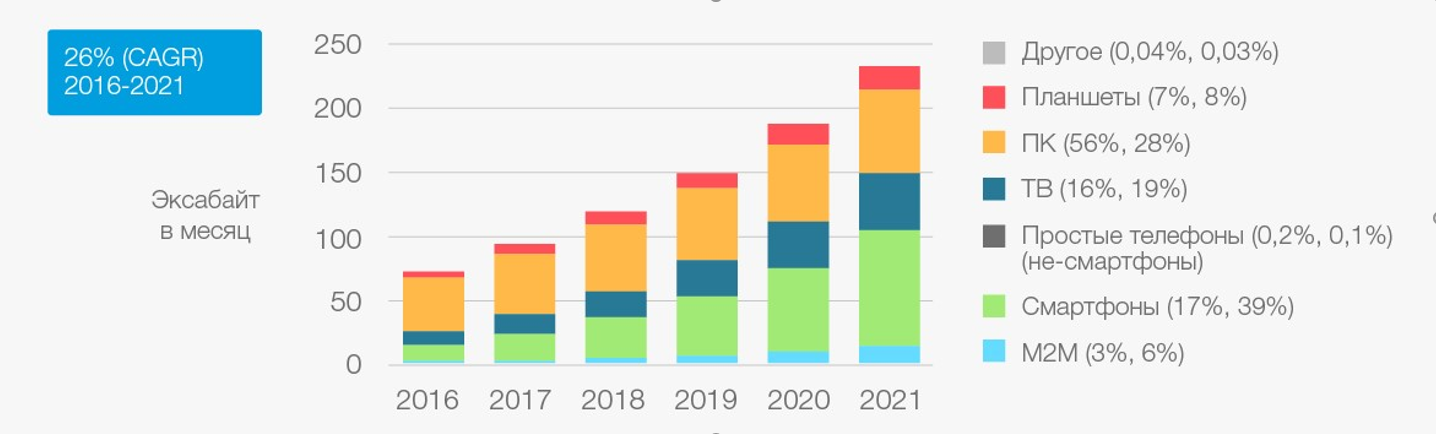 26% (CAGR)
2016-2021
Эксабайт
в месяц
250
200
150
100
50
0
2016 2017 2018 2019 2020 2021
Другое (0,04%, 0,03%)
Планшеты (7%, 8%)
ПК (56%, 28%)
ТВ (16%, 19%)
Простые телефоны (0,2%, 0,1%)
(не-смартфоны)
Смартфоны (17%, 39%)
M2M (3%, 6%)